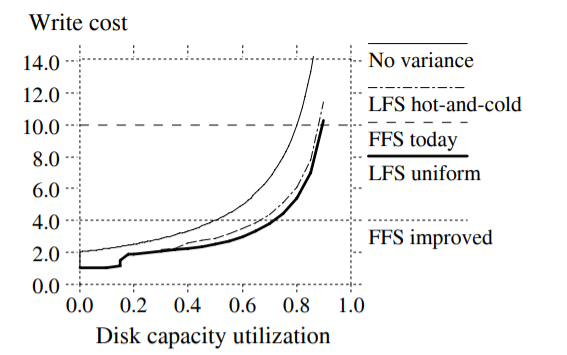 Write cost
14.0
12.0
10.0
8.0
6.0
4.0
2.0
0.0
0.0 0.2 0.4 0.6 0.8 1.0
Disk capacity utilization
No variance
LFS hot-and-cold
FFS today
LFS uniform
FFS improved